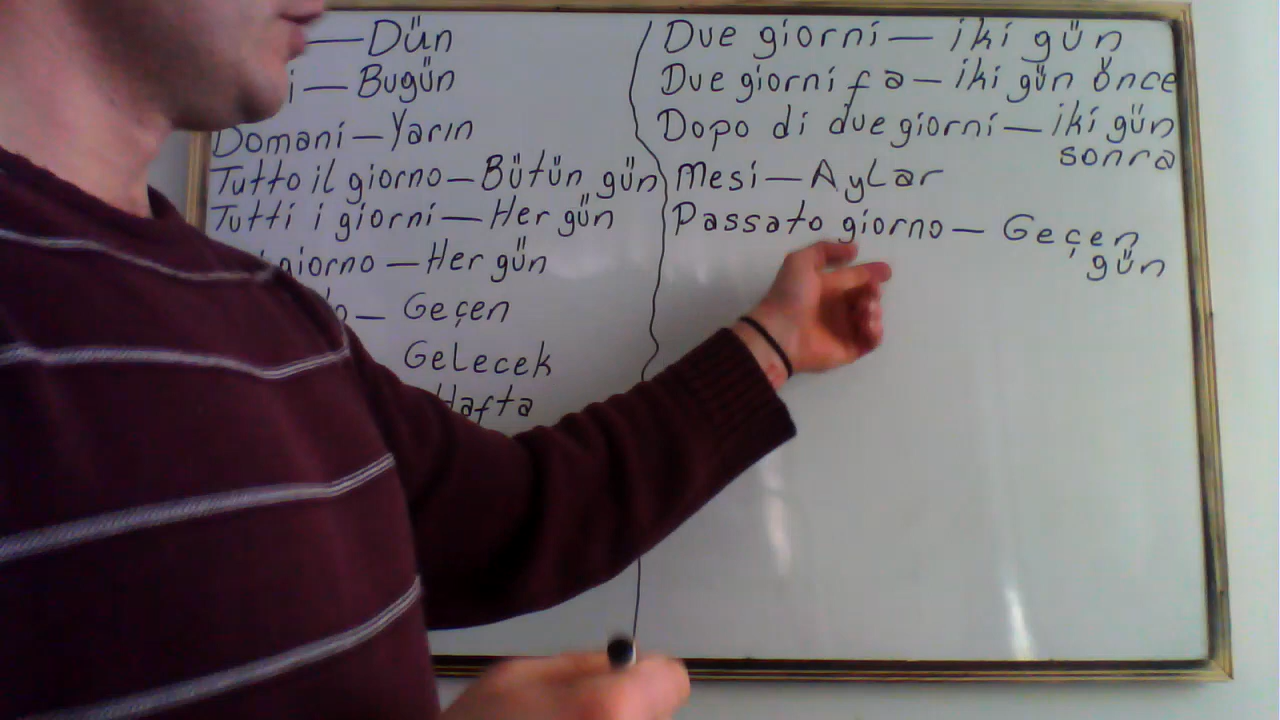 — Dün
i — Bugün
Domani — Yarın
Tutto il giorno — Bütün gün
Tutti i giorni — Her gün
giorno — Her gün
o — Geçen
Gelecek
Hafta
Due giorni — iki gün
Due giorni fa — iki gün önce
Dopo di due giorni — iki gün
sonra
Mesi — Aylar
Passato giorno — Geçen
gün